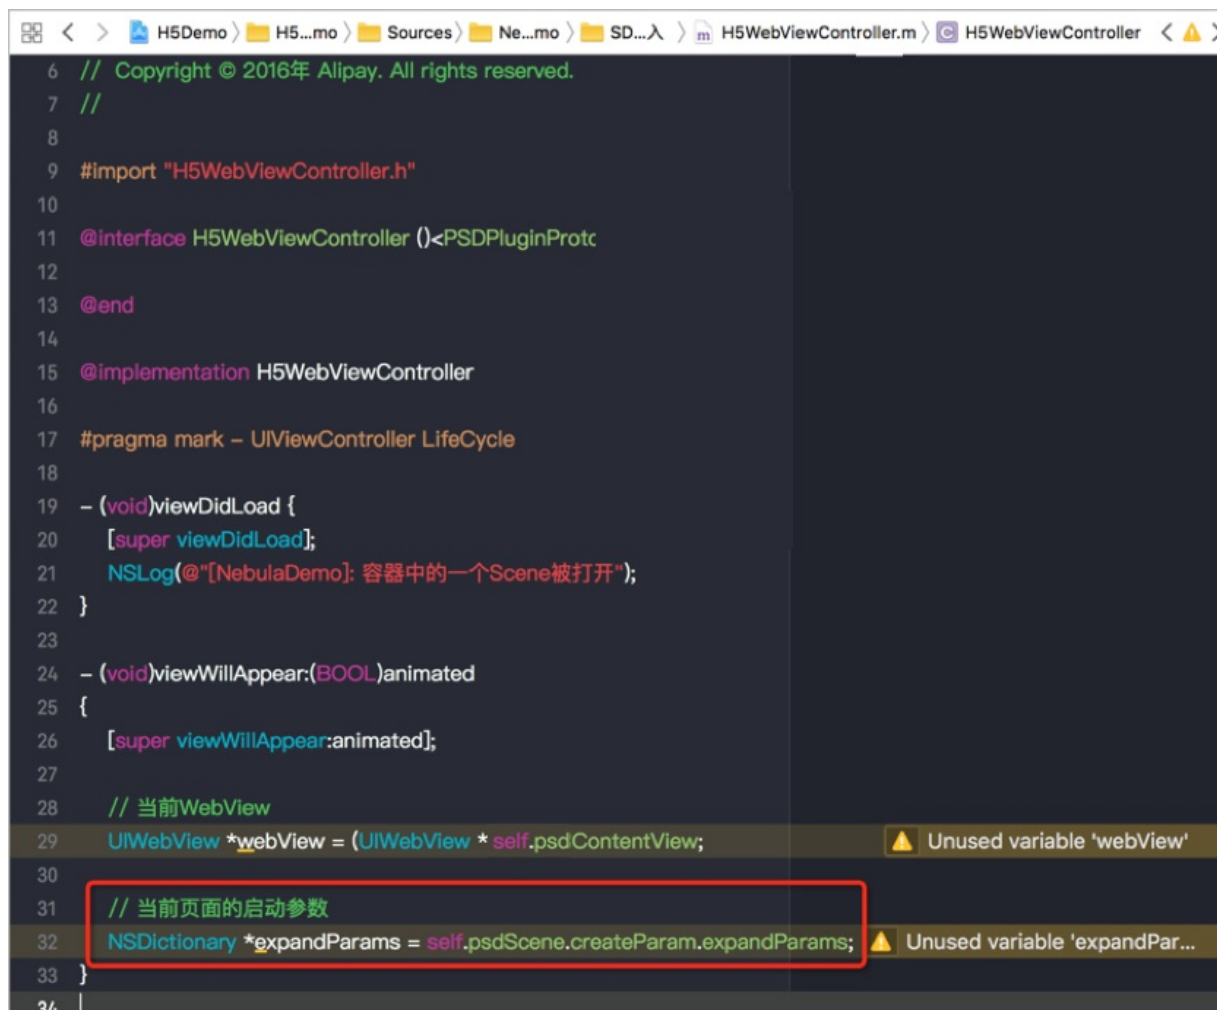 H5Demo H5...mo Sources Ne...mo SD...入 m H5WebViewController.m C H5WebViewController
6 // Copyright © 2016年 Alipay. All rights reserved.
7 //
8
9 #import "H5WebViewController.h"
10
11 @interface H5WebViewController ()<PSDPluginProtc
12
13 @end
14
15 @implementation H5WebViewController
16
17 #pragma mark – UIViewController LifeCycle
18
19 – (void)viewDidLoad {
20 [super viewDidLoad];
21 NSLog(@"[NebulaDemo]: 容器中的一个Scene被打开");
22 }
23
24 – (void)viewWillAppear:(BOOL)animated
25 {
26 [super viewWillAppear:animated];
27
28 // 当前WebView
29 UIWebView *webView = (UIWebView * self.psdContentView; Unused variable 'webView'
30
31 // 当前页面的启动参数
32 NSDictionary *expandParams = self.psdScene.createParam.expandParams; Unused variable 'expandPar...
33 }
34